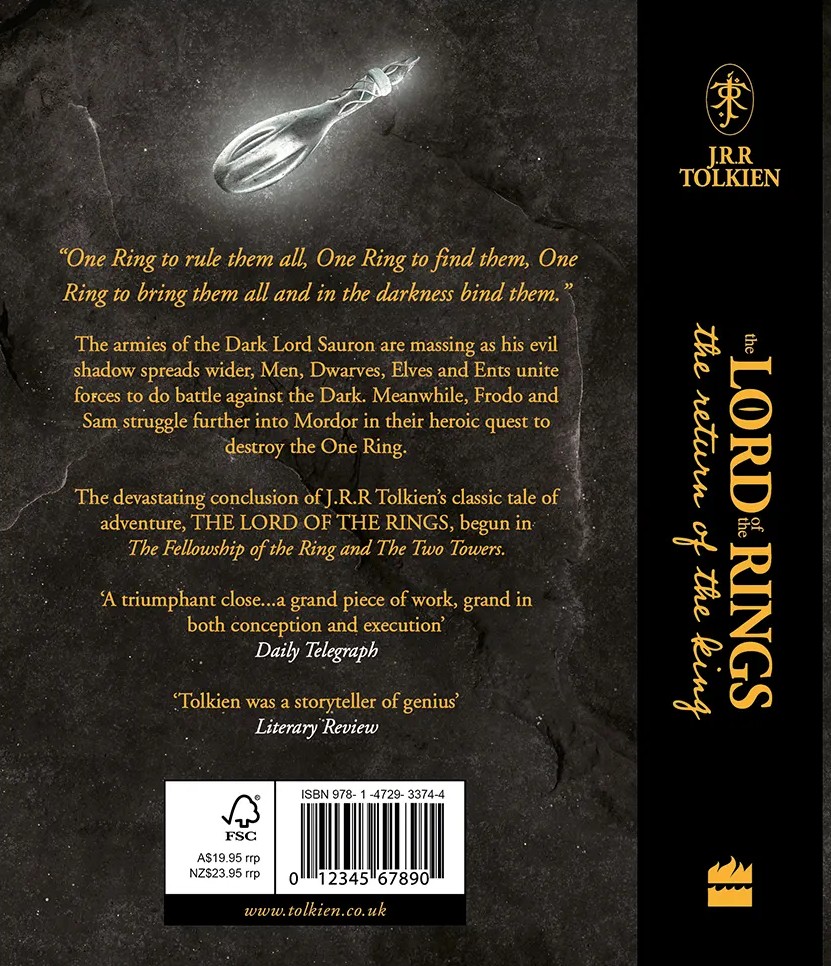 “One Ring to rule them all, One Ring to find them, One
Ring to bring them all and in the darkness bind them.”
The armies of the Dark Lord Sauron are massing as his evil
shadow spreads wider, Men, Dwarves, Elves and Ents unite
forces to do battle against the Dark. Meanwhile, Frodo and
Sam struggle further into Mordor in their heroic quest to
destroy the One Ring.
The devastating conclusion of J.R.R Tolkien’s classic tale of
adventure, THE LORD OF THE RINGS, begun in
The Fellowship of the Ring and The Two Towers.
‘A triumphant close...a grand piece of work, grand in
both conception and execution’
Daily Telegraph
‘Tolkien was a storyteller of genius’
Literary Review
FSC
A$19.95 rrp
NZ$23.95 rrp
ISBN 978- 1 -4729- 3374-4
0 12345 67890
www.tolkien.co.uk
J.R.R
TOLKIEN
the LORD of the RINGS
the return of the king